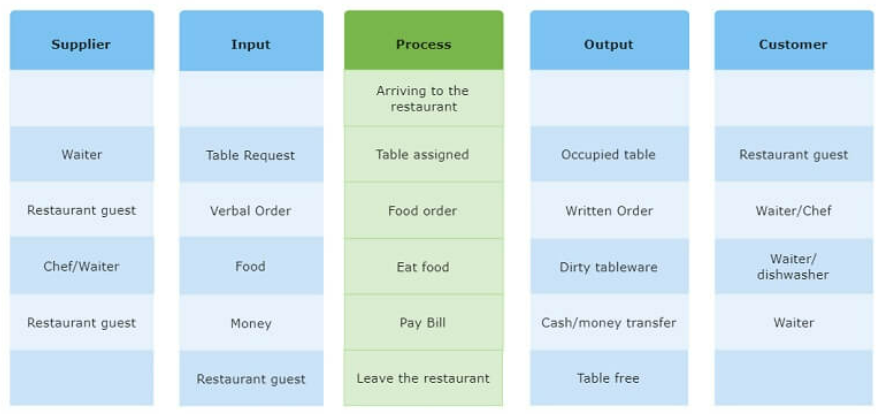 Supplier
Input
Process
Output
Customer
Arriving to the
restaurant
Waiter
Table Request
Table assigned
Occupied table
Restaurant guest
Restaurant guest
Verbal Order
Food order
Written Order
Waiter/Chef
Chef/Waiter
Food
Eat food
Dirty tableware
Waiter/
dishwasher
Restaurant guest
Money
Pay Bill
Cash/money transfer
Waiter
Restaurant guest
Leave the restaurant
Table free